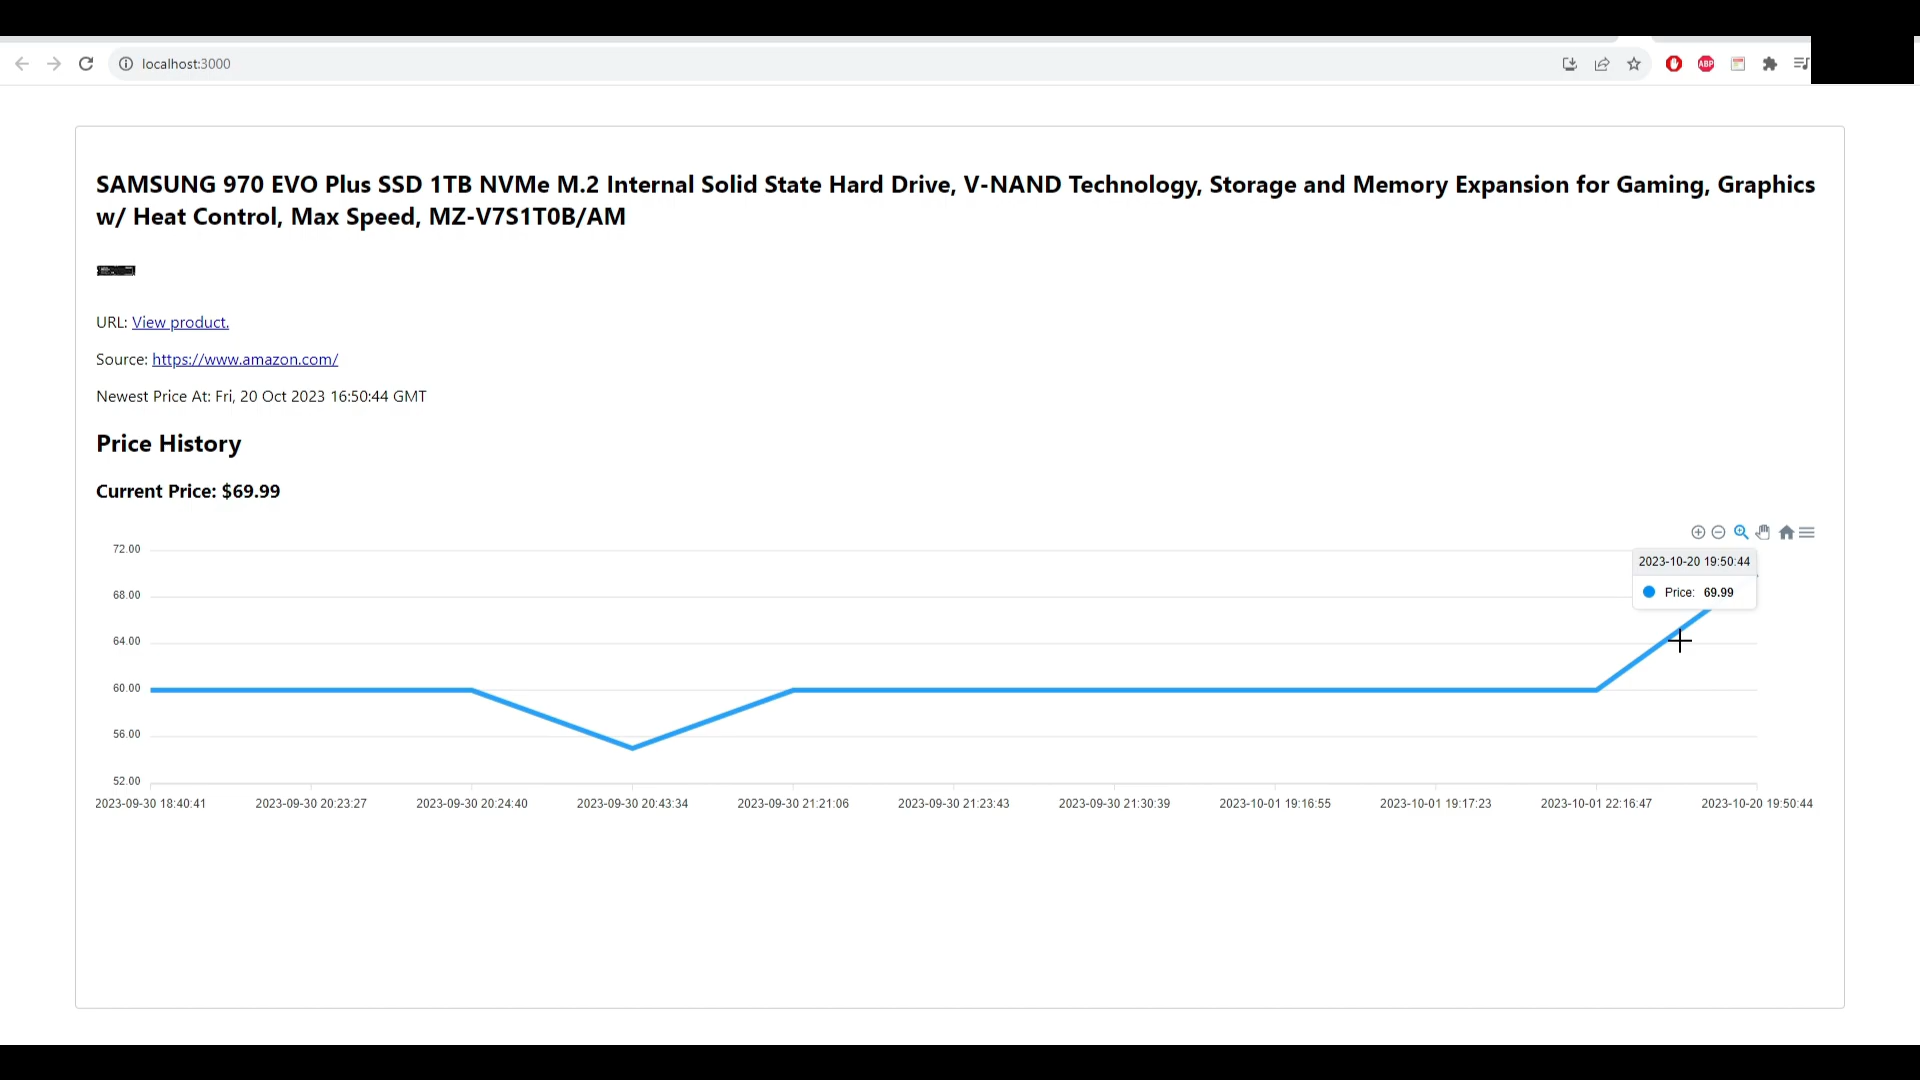 localhost:3000
ABP
SAMSUNG 970 EVO Plus SSD 1TB NVMe M.2 Internal Solid State Hard Drive, V-NAND Technology, Storage and Memory Expansion for Gaming, Graphics
w/ Heat Control, Max Speed, MZ-V7S1T0B/AM
URL: View product.
Source: https://www.amazon.com/
Newest Price At: Fri, 20 Oct 2023 16:50:44 GMT
Price History
Current Price: $69.99
72.00
2023-10-20 19:50:44
Price: 69.99
68.00
64.00
60.00
56.00
52.00
2023-09-30 18:40:41 2023-09-30 20:23:27 2023-09-30 20:24:40 2023-09-30 20:43:34 2023-09-30 21:21:06 2023-09-30 21:23:43 2023-09-30 21:30:39 2023-10-01 19:16:55 2023-10-01 19:17:23 2023-10-01 22:16:47 2023-10-20 19:50:44